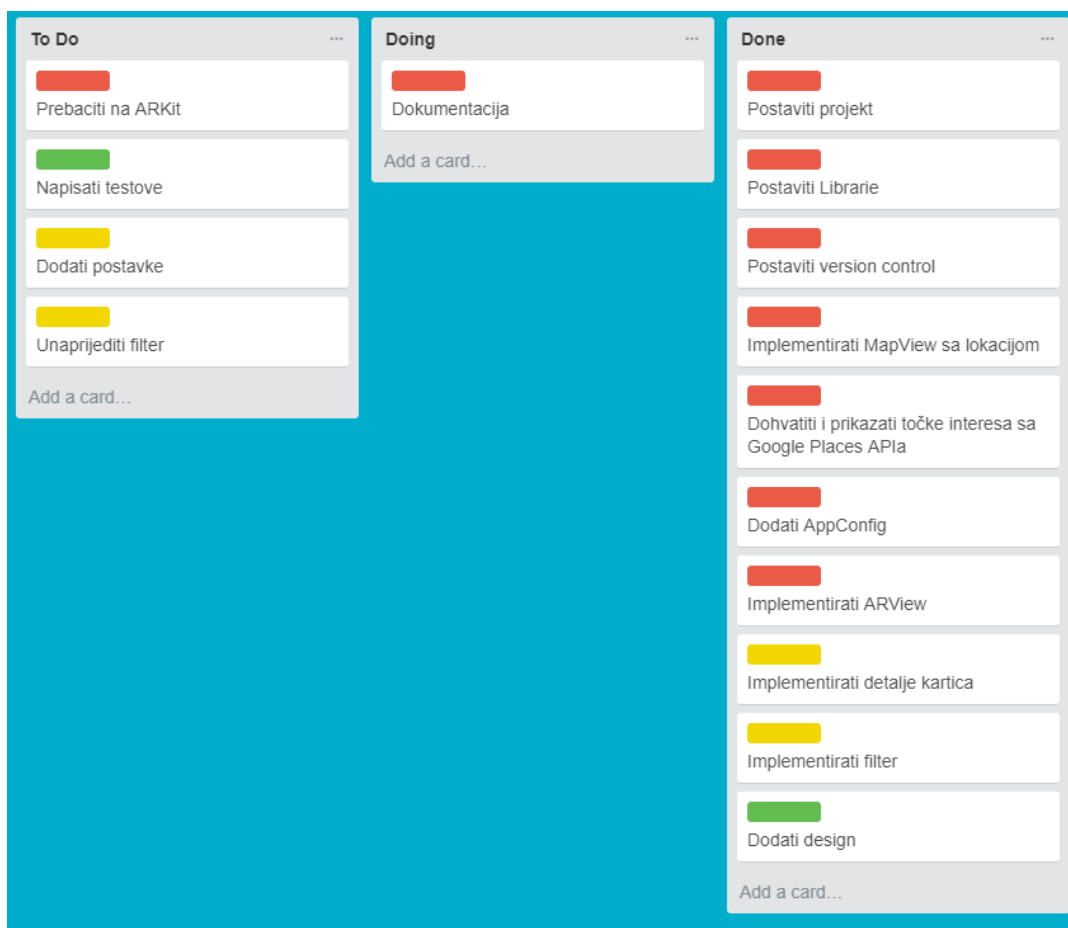 To Do
Prebaciti na ARKit
Napisati testove
Dodati postavke
Unaprijediti filter
Add a card...
Doing
Dokumentacija
Add a card...
Done
Postaviti projekt
Postaviti Librarie
Postaviti version control
Implementirati MapView sa lokacijom
Dohvatiti i prikazati točke interesa sa
Google Places APIa
Dodati AppConfig
Implementirati ARView
Implementirati detalje kartica
Implementirati filter
Dodati design
Add a card...